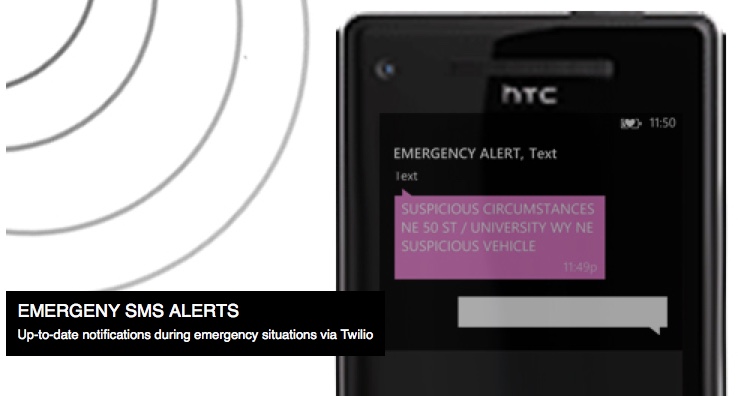 hTC
11:50
EMERGENCY ALERT, Text
Text
SUSPICIOUS CIRCUMSTANCES
NE 50 ST / UNIVERSITY WY NE
SUSPICIOUS VEHICLE
11:49p
EMERGENY SMS ALERTS
Up-to-date notifications during emergency situations via Twilio